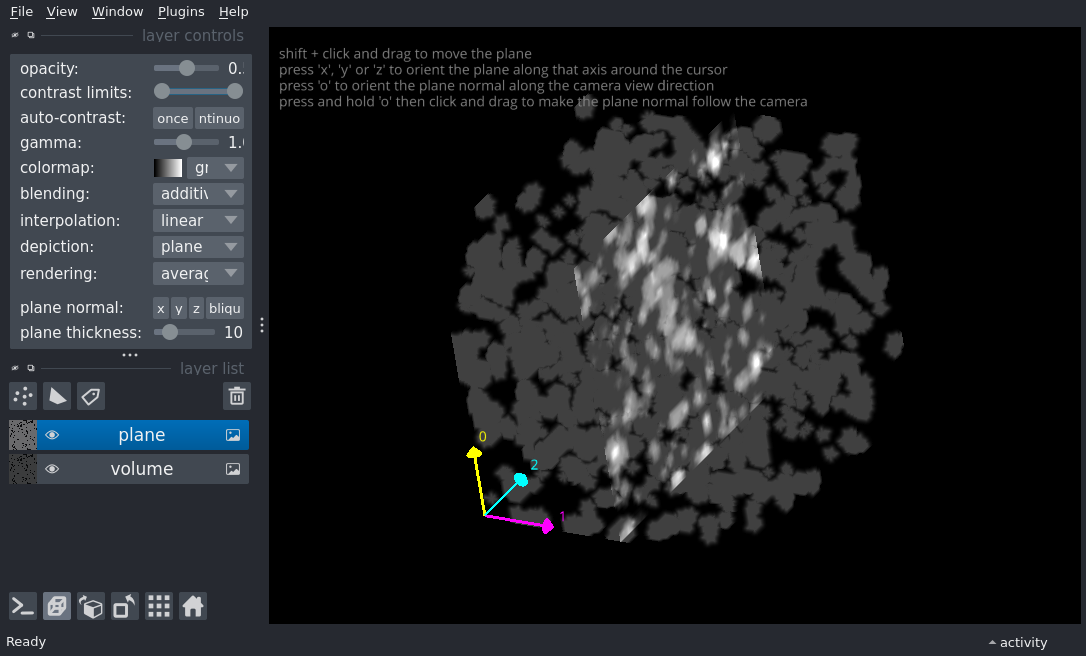 File View Window Plugins Help
layer controls
opacity: 0.
contrast limits:
auto-contrast: once ntinuo
gamma: 1.
colormap: gr
blending: additiv
interpolation: linear
depiction: plane
rendering: averag
plane normal: x y z bliqu
plane thickness: 10
layer list
plane
volume
Ready
shift + click and drag to move the plane
press 'x', 'y' or 'z' to orient the plane along that axis around the cursor
press 'o' to orient the plane normal along the camera view direction
press and hold 'o' then click and drag to make the plane normal follow the camera
0
2
1
activity